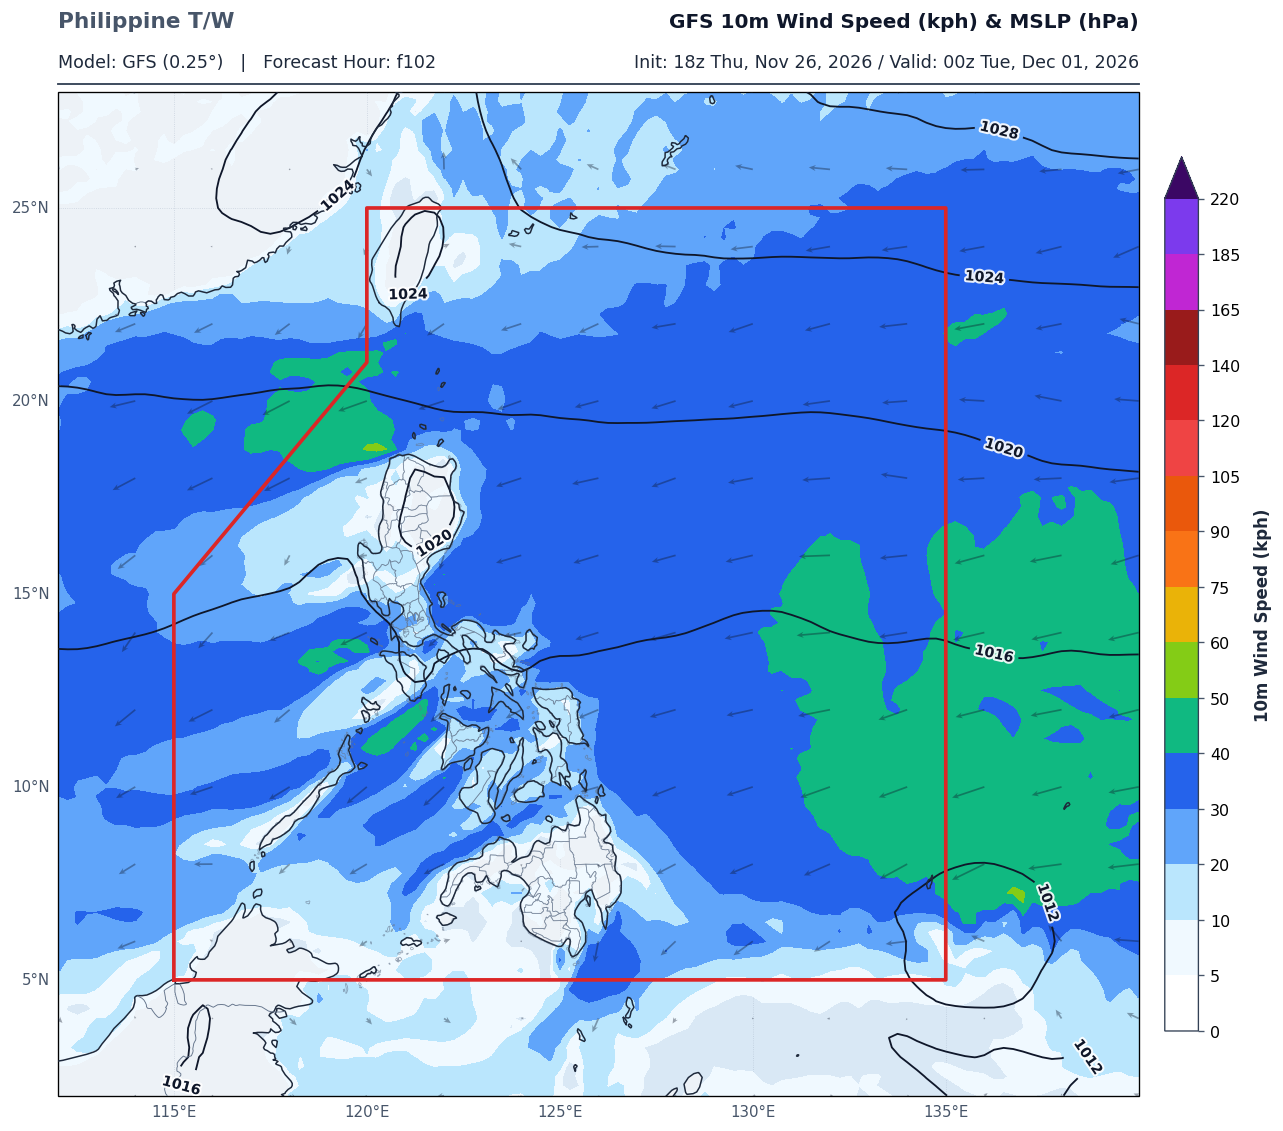 Philippine T/W
GFS 10m Wind Speed (kph) & MSLP (hPa)
Model: GFS (0.25°)   |   Forecast Hour: f102
Init: 18z Thu, Nov 26, 2026 / Valid: 00z Tue, Dec 01, 2026
1028
1024
1024
1024
1020
1020
1016
1012
1012
1016
25°N
20°N
15°N
10°N
5°N
115°E
120°E
125°E
130°E
135°E
220
185
165
140
120
105
90
75
60
50
40
30
20
10
5
0
10m Wind Speed (kph)